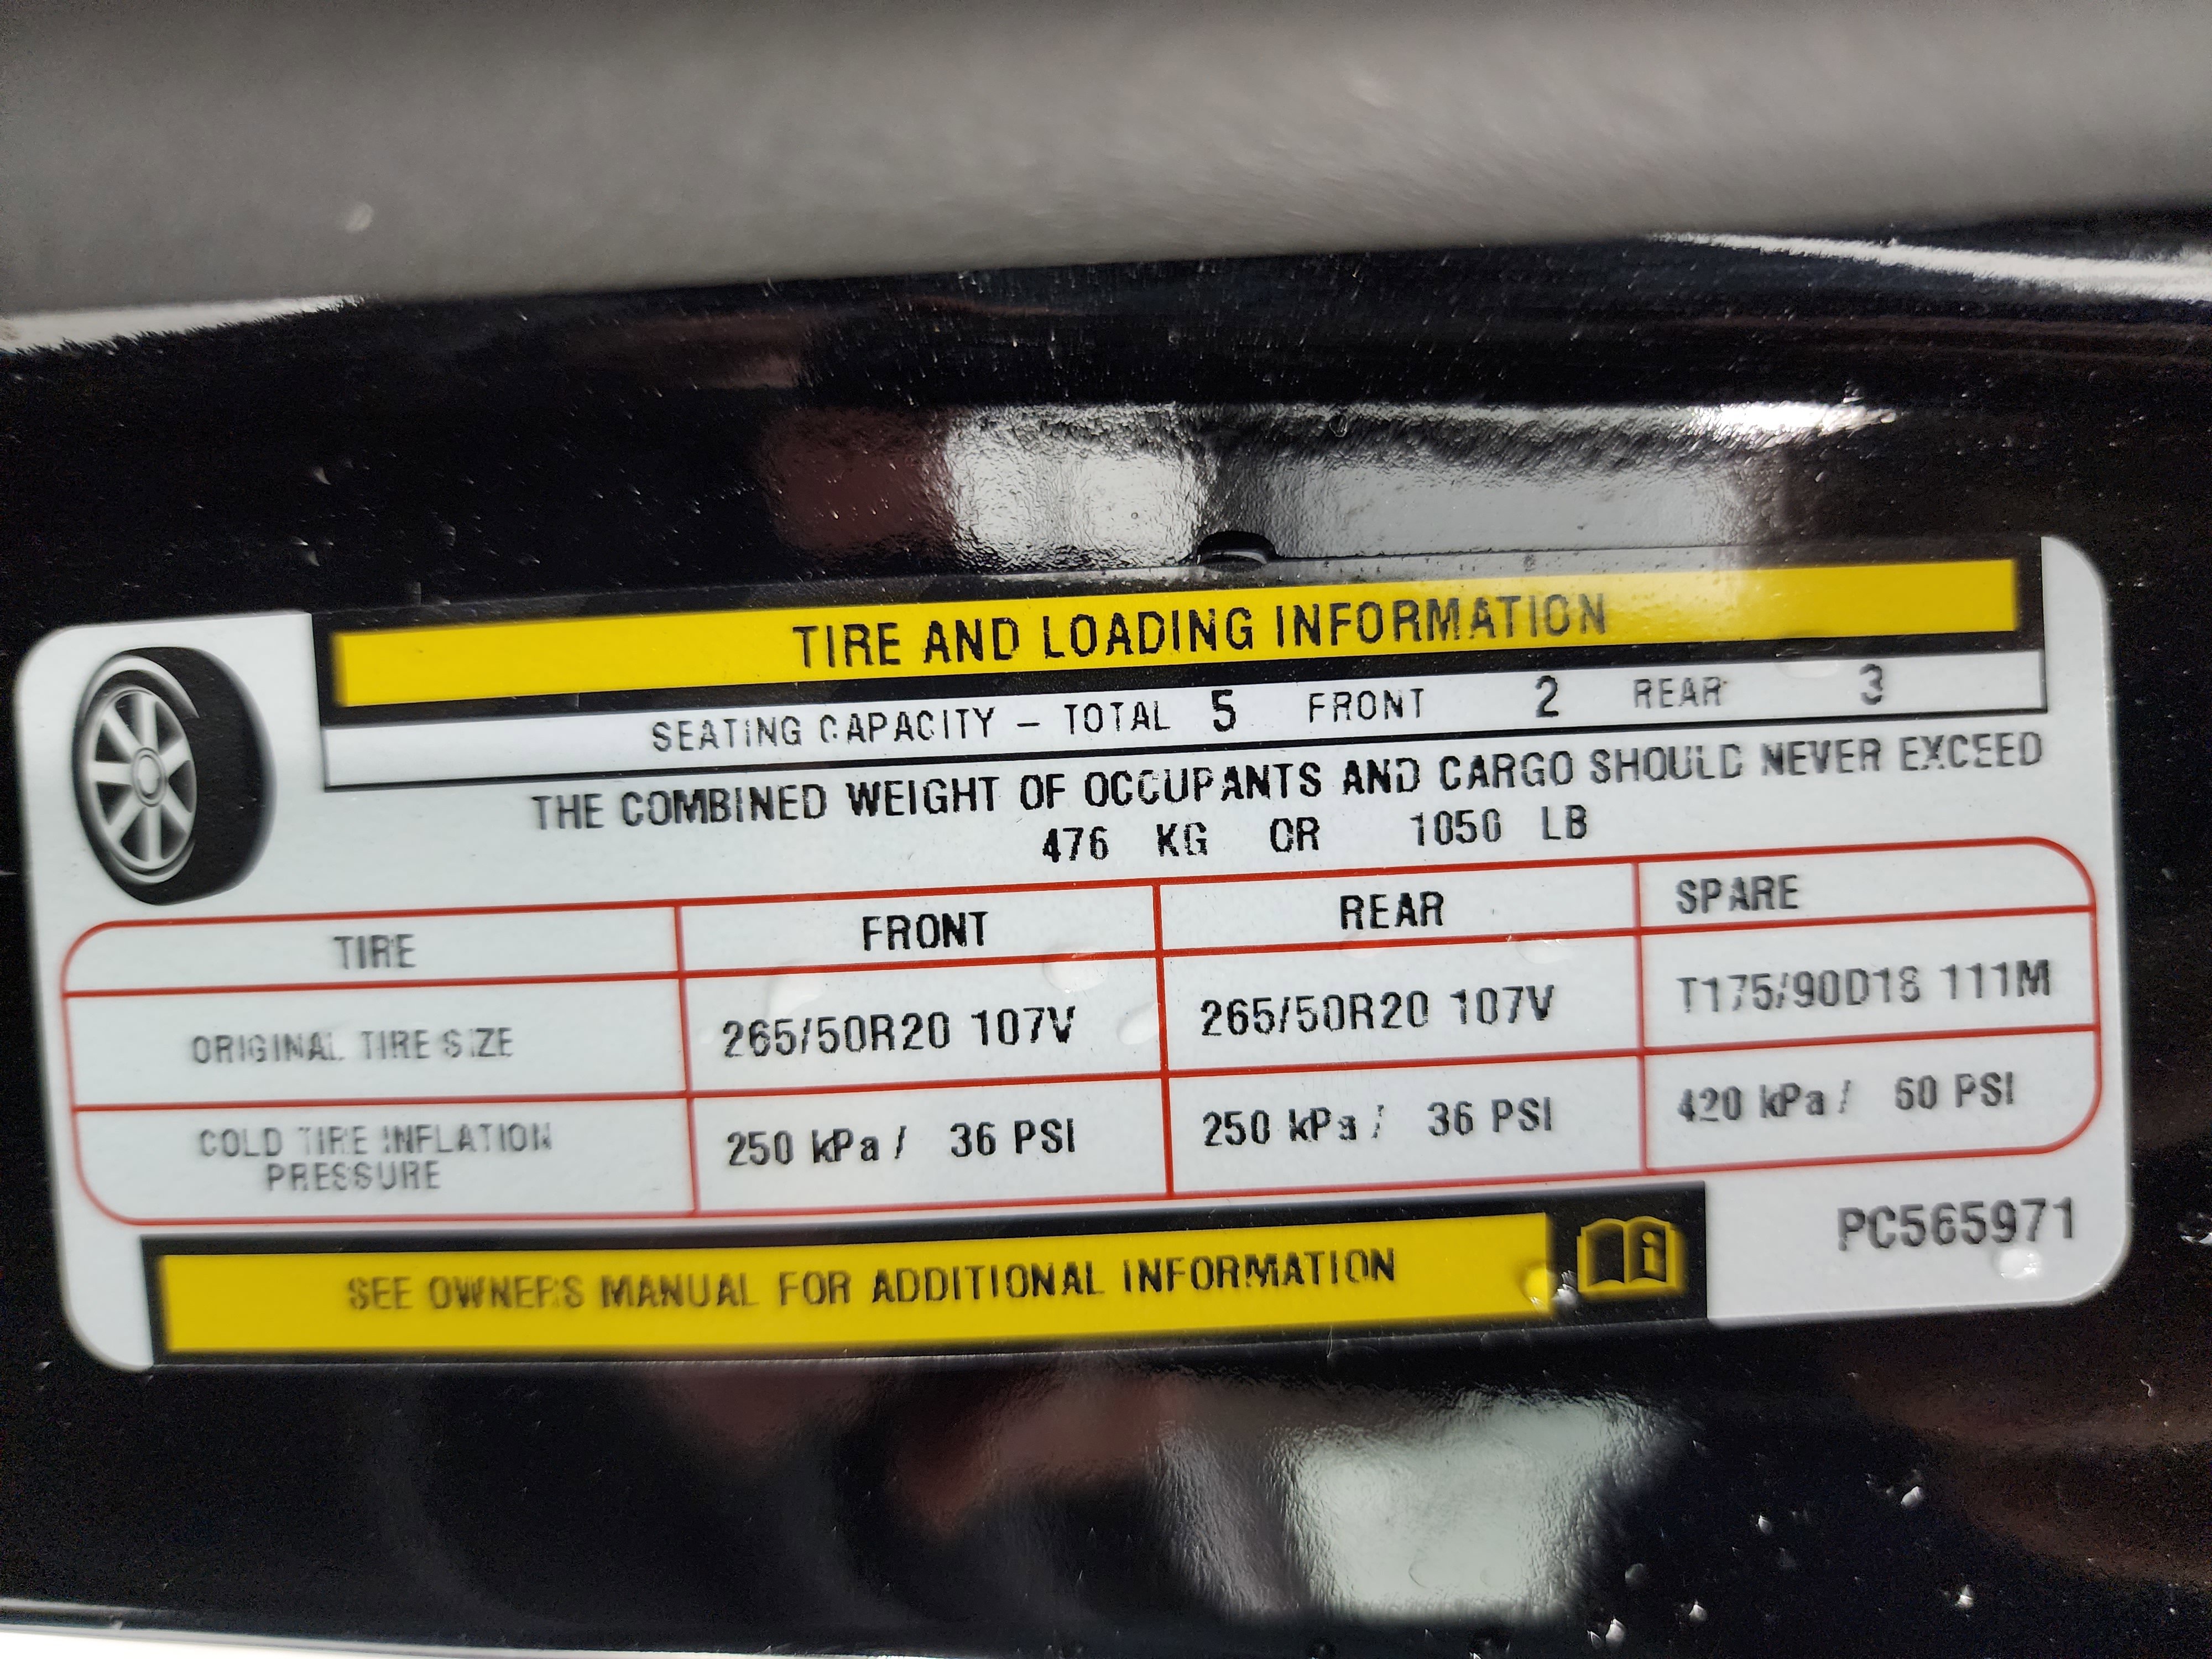 TIRE AND LOADING INFORMATION
SEATING CAPACITY – TOTAL 5 FRONT 2 REAR 3
THE COMBINED WEIGHT OF OCCUPANTS AND CARGO SHOULD NEVER EXCEED
476 KG OR 1050 LB
TIRE FRONT REAR SPARE
ORIGINAL TIRE SIZE 265/50R20 107V 265/50R20 107V T175/90D18 111M
COLD TIRE INFLATION
PRESSURE 250 kPa / 36 PSI 250 kPa / 36 PSI 420 kPa / 60 PSI
SEE OWNER'S MANUAL FOR ADDITIONAL INFORMATION
PC565971